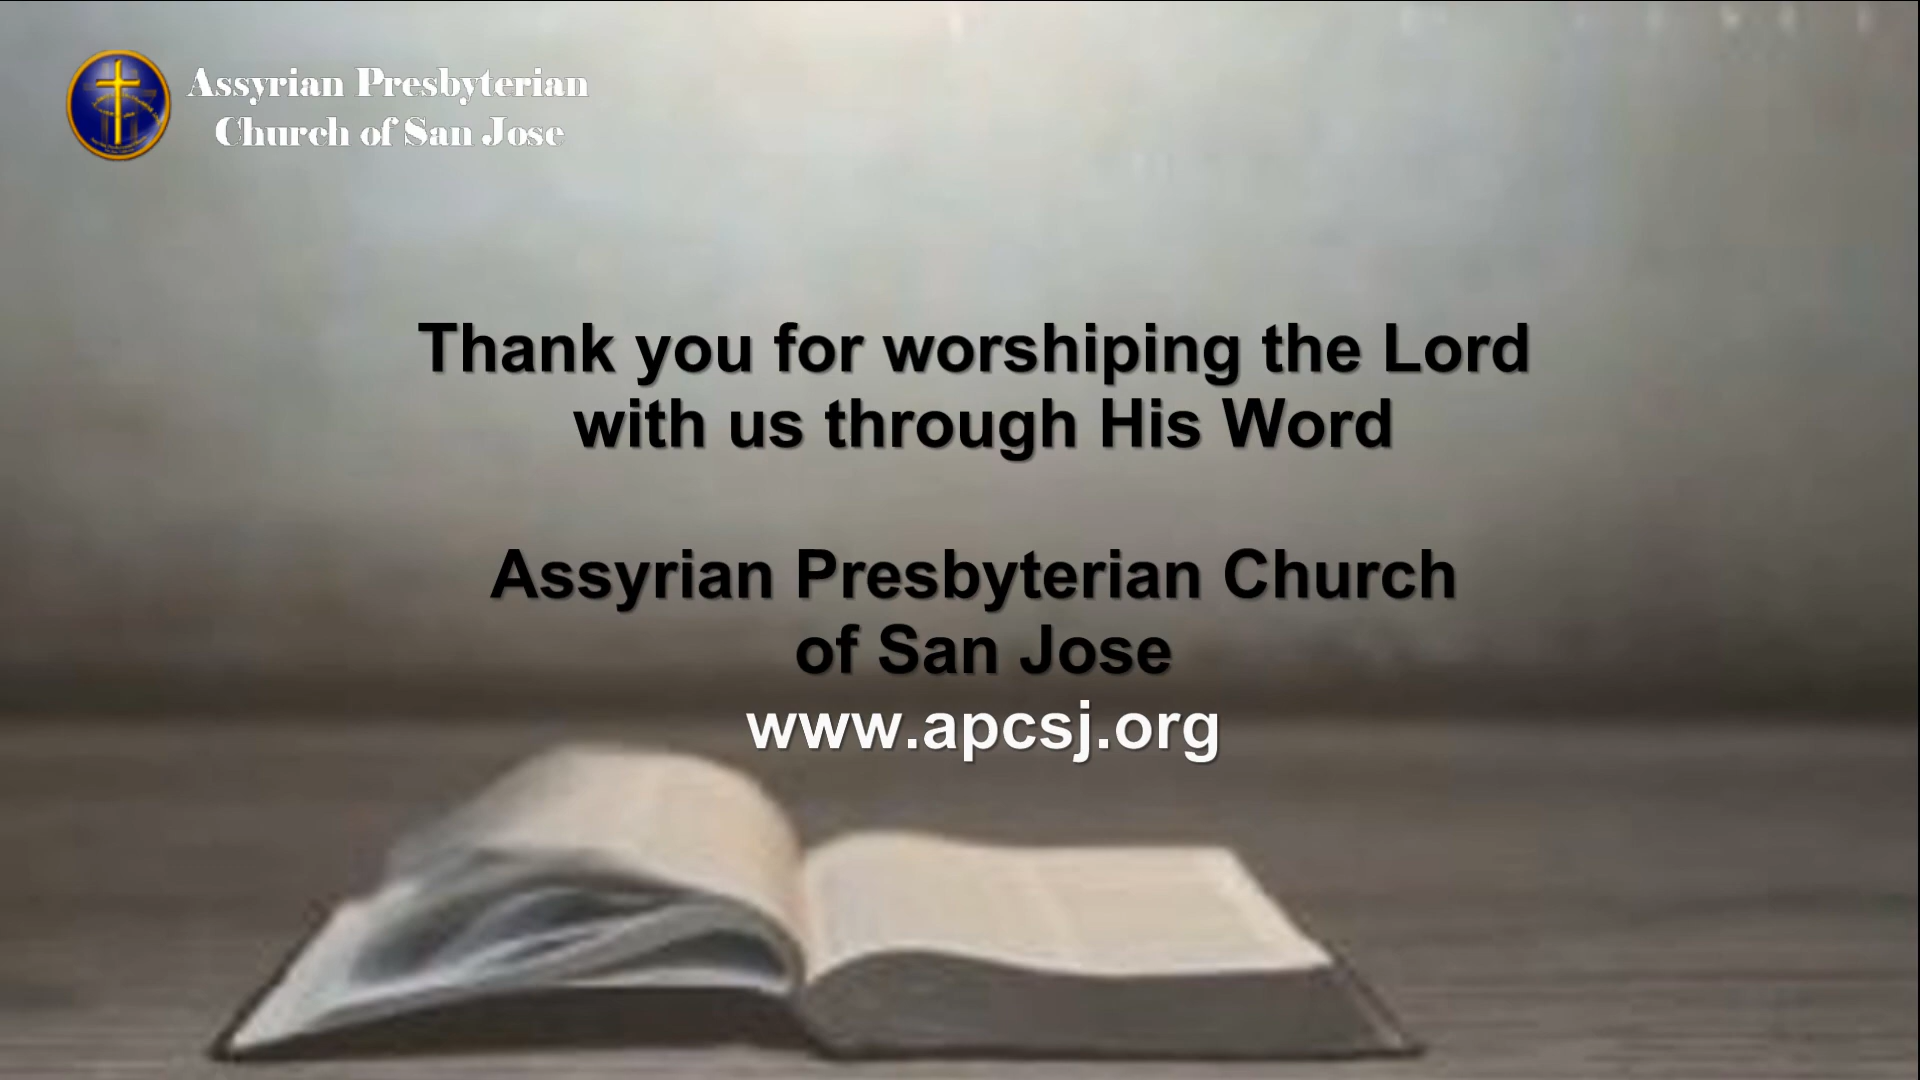 Assyrian Presbyterian
Church of San Jose
Thank you for worshiping the Lord
with us through His Word
Assyrian Presbyterian Church
of San Jose
www.apcsj.org